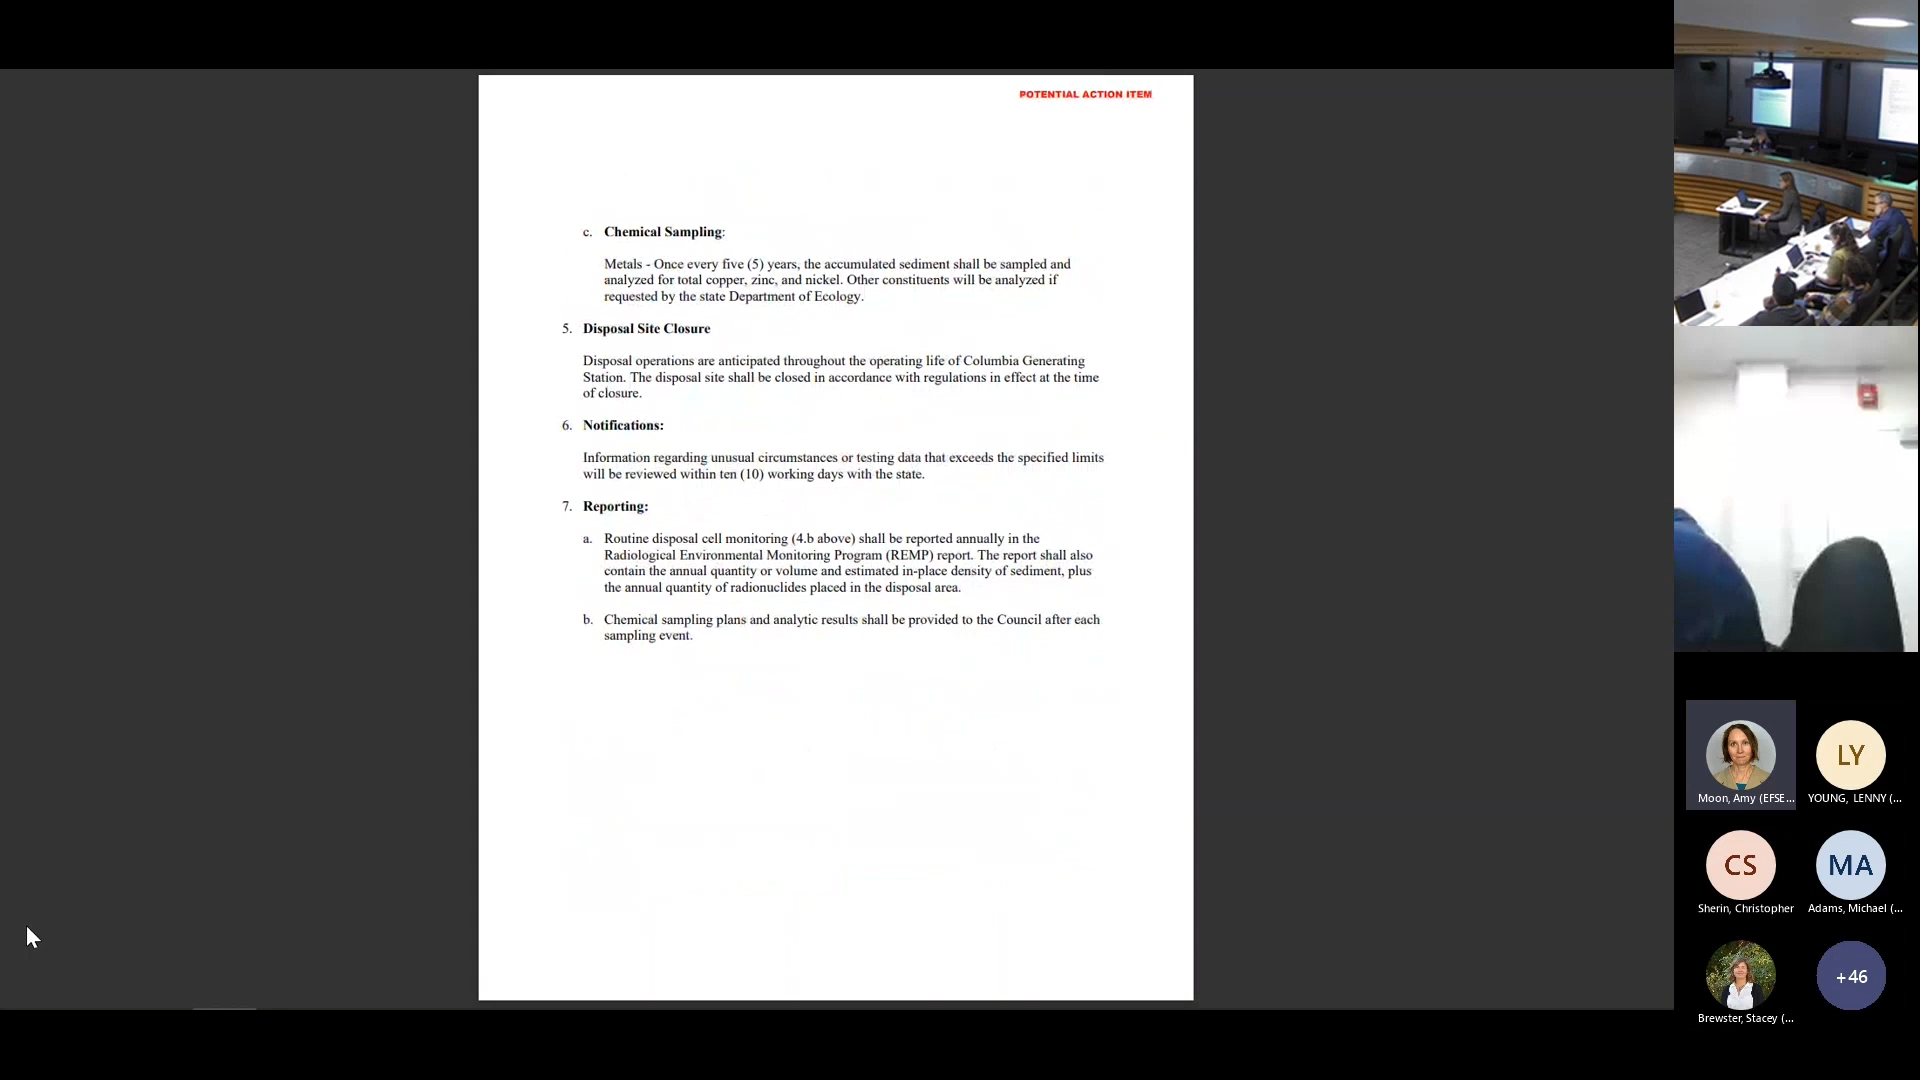 POTENTIAL ACTION ITEM
c. Chemical Sampling:
Metals - Once every five (5) years, the accumulated sediment shall be sampled and
analyzed for total copper, zinc, and nickel. Other constituents will be analyzed if
requested by the state Department of Ecology.
5. Disposal Site Closure
Disposal operations are anticipated throughout the operating life of Columbia Generating
Station. The disposal site shall be closed in accordance with regulations in effect at the time
of closure.
6. Notifications:
Information regarding unusual circumstances or testing data that exceeds the specified limits
will be reviewed within ten (10) working days with the state.
7. Reporting:
a. Routine disposal cell monitoring (4.b above) shall be reported annually in the
Radiological Environmental Monitoring Program (REMP) report. The report shall also
contain the annual quantity or volume and estimated in-place density of sediment, plus
the annual quantity of radionuclides placed in the disposal area.
b. Chemical sampling plans and analytic results shall be provided to the Council after each
sampling event.
Moon, Amy (EFSE...
LY
YOUNG, LENNY (...
CS
Sherin, Christopher
MA
Adams, Michael (...
Brewster, Stacey (...
+46